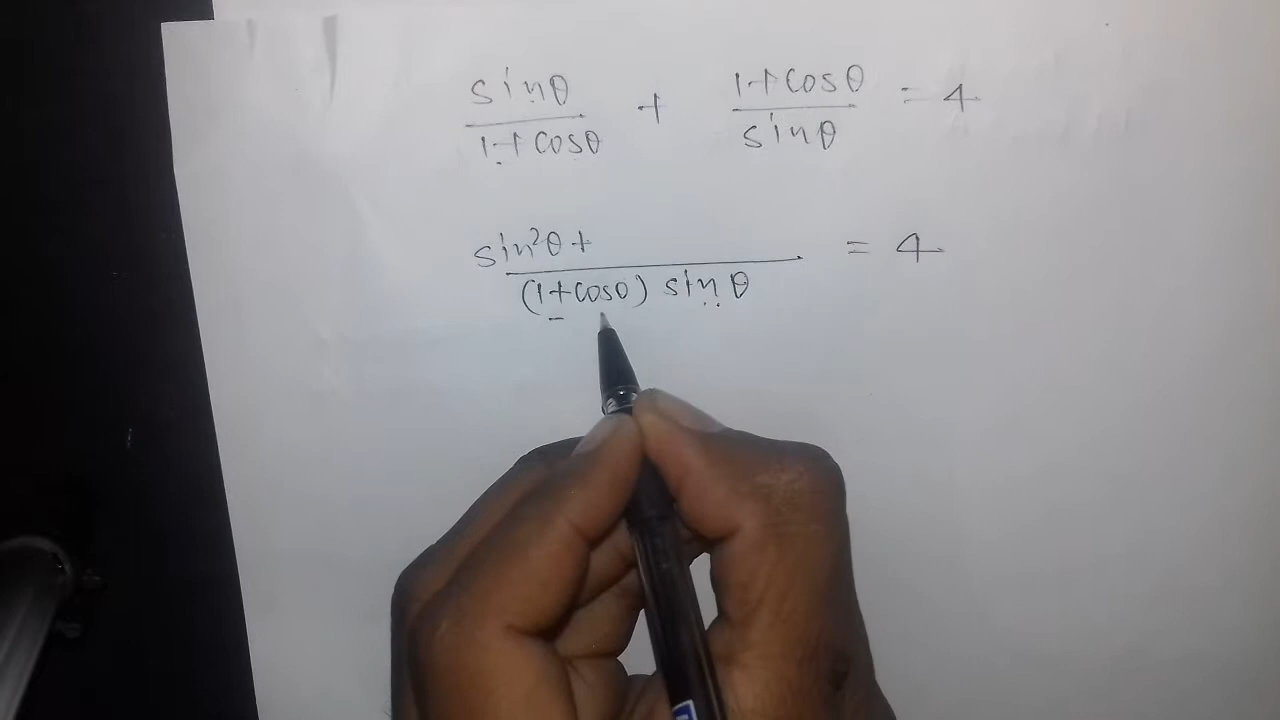 sinθ/1+cosθ + 1+cosθ/sinθ = 4
sin²θ+/(1+cosθ) sinθ = 4